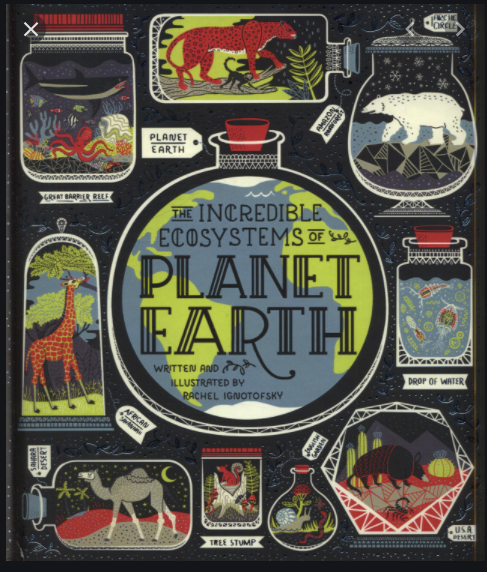 ARCTIC
CIRCLE
PLANET
EARTH
AMAZON
RAINFOREST
GREAT BARRIER REEF
THE INCREDIBLE
ECOSYSTEMS OF
PLANET
EARTH
WRITTEN AND
ILLUSTRATED BY
RACHEL IGNOTOFSKY
DROP OF WATER
AFRICAN
SAVANNA
SAHARA
DESERT
TREE STUMP
GARDEN
USA
DESERT